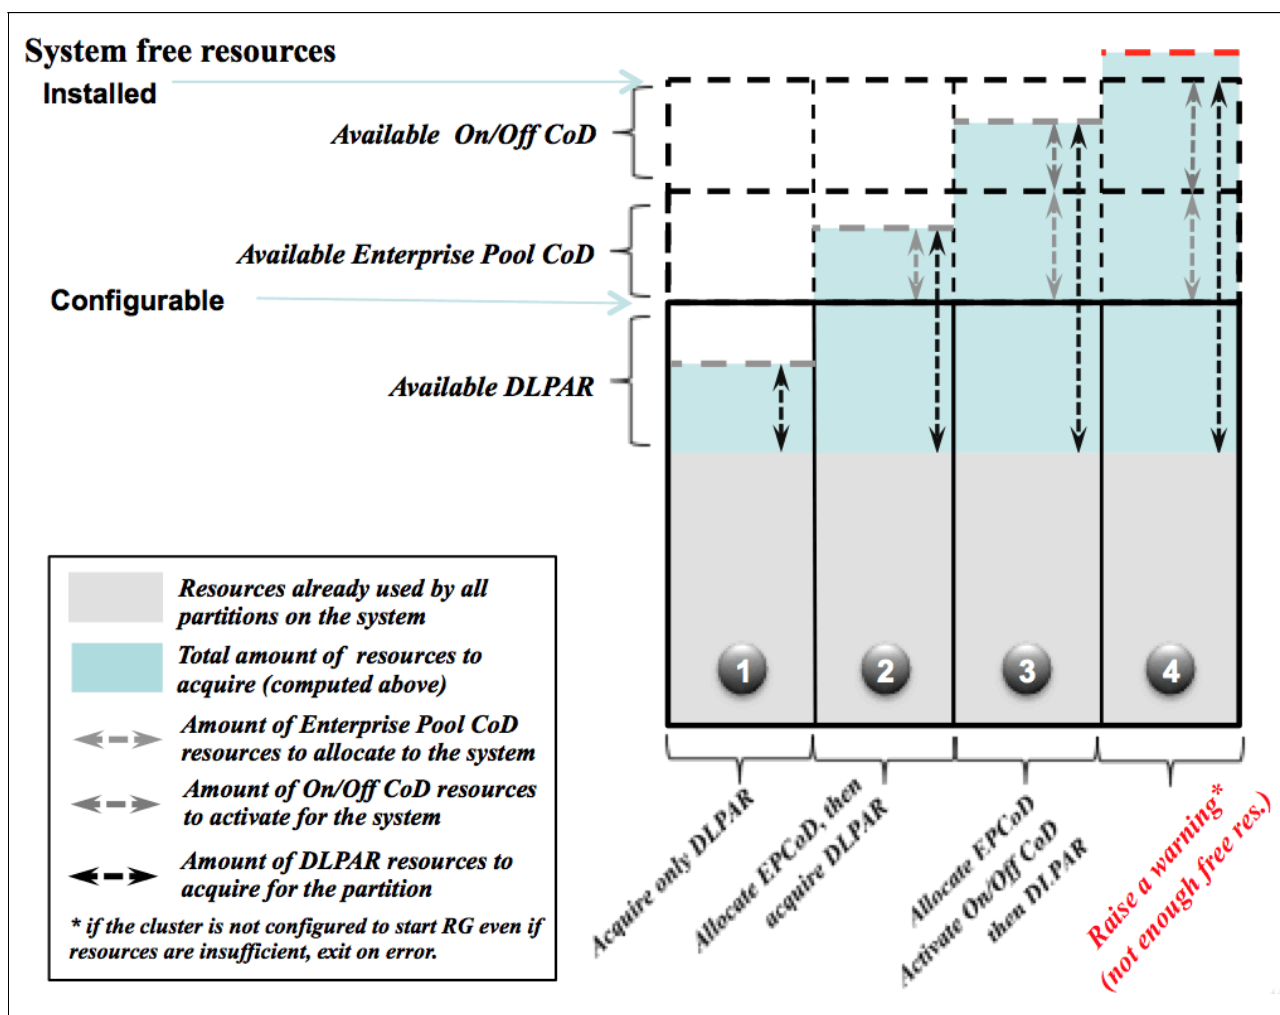 System free resources
Installed
Available On/Off CoD
Available Enterprise Pool CoD
Configurable
Available DLPAR
Resources already used by all
partitions on the system
Total amount of resources to
acquire (computed above)
Amount of Enterprise Pool CoD
resources to allocate to the system
Amount of On/Off CoD resources
to activate for the system
Amount of DLPAR resources to
acquire for the partition
* if the cluster is not configured to start RG even if
resources are insufficient, exit on error.
1
2
3
4
Acquire only DLPAR
Allocate EPCoD, then
acquire DLPAR
Allocate EPCoD
Activate On/Off CoD
then DLPAR
Raise a warning*
(not enough free res.)